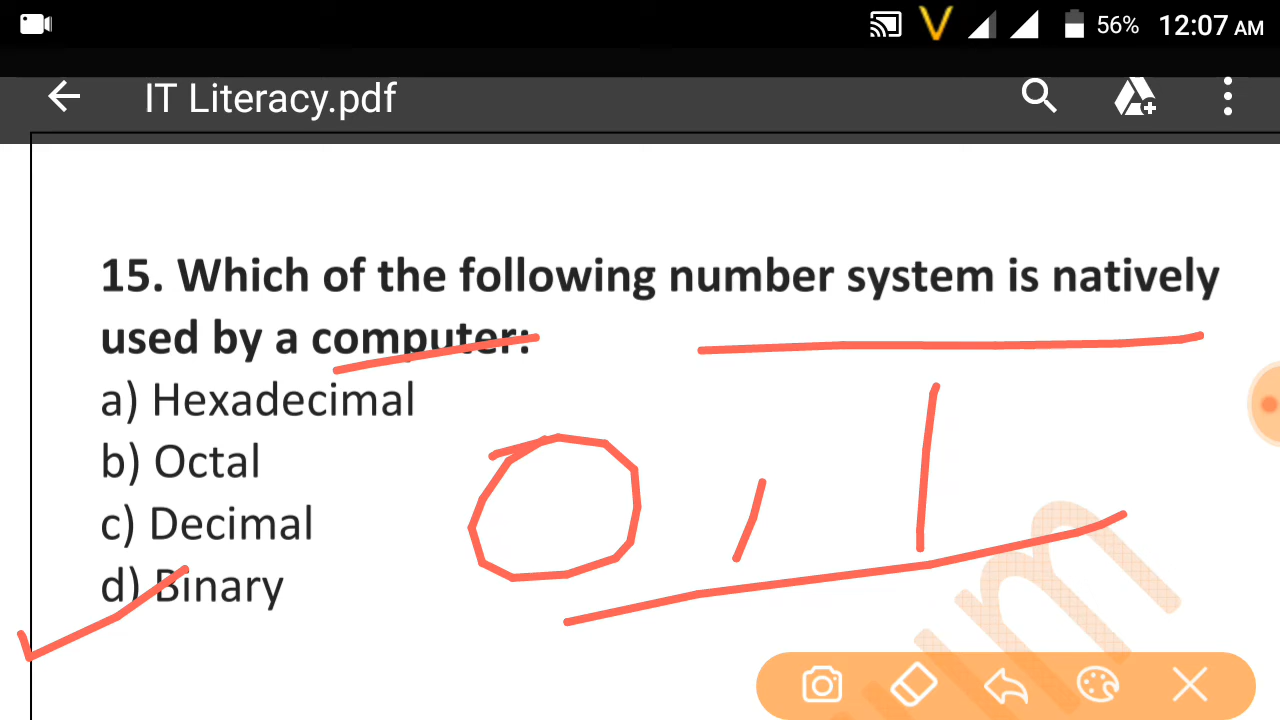 56% 12:07 AM
IT Literacy.pdf
15. Which of the following number system is natively
used by a computer:
a) Hexadecimal
b) Octal
c) Decimal
d) Binary
0, 1